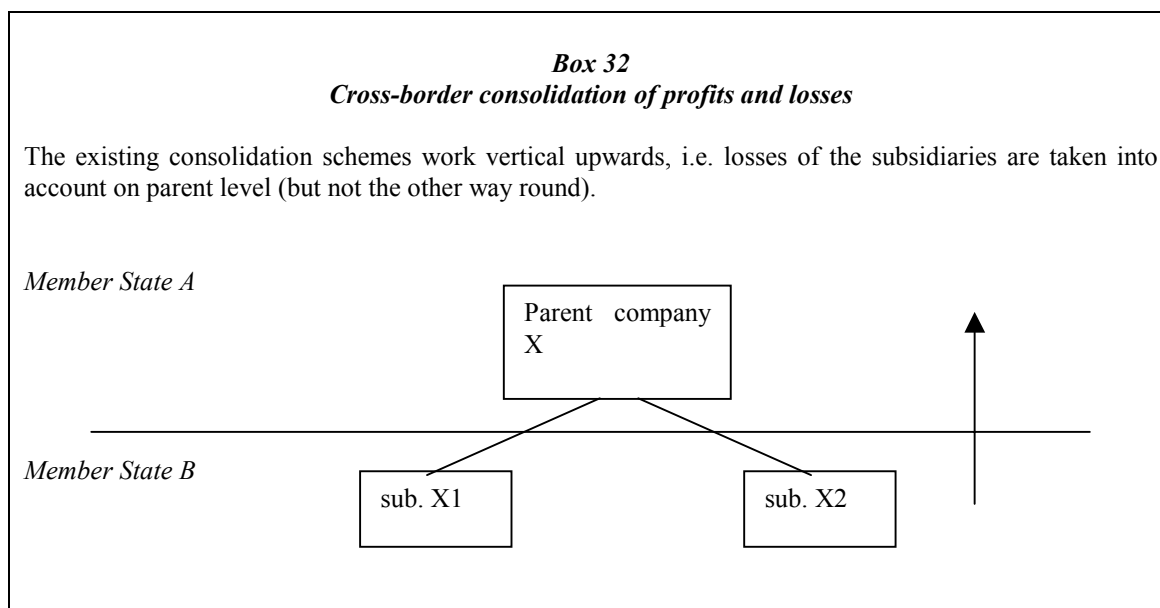 Box 32
Cross-border consolidation of profits and losses
The existing consolidation schemes work vertical upwards, i.e. losses of the subsidiaries are taken into
account on parent level (but not the other way round).
Member State A
Parent company
X
Member State B
sub. X1
sub. X2